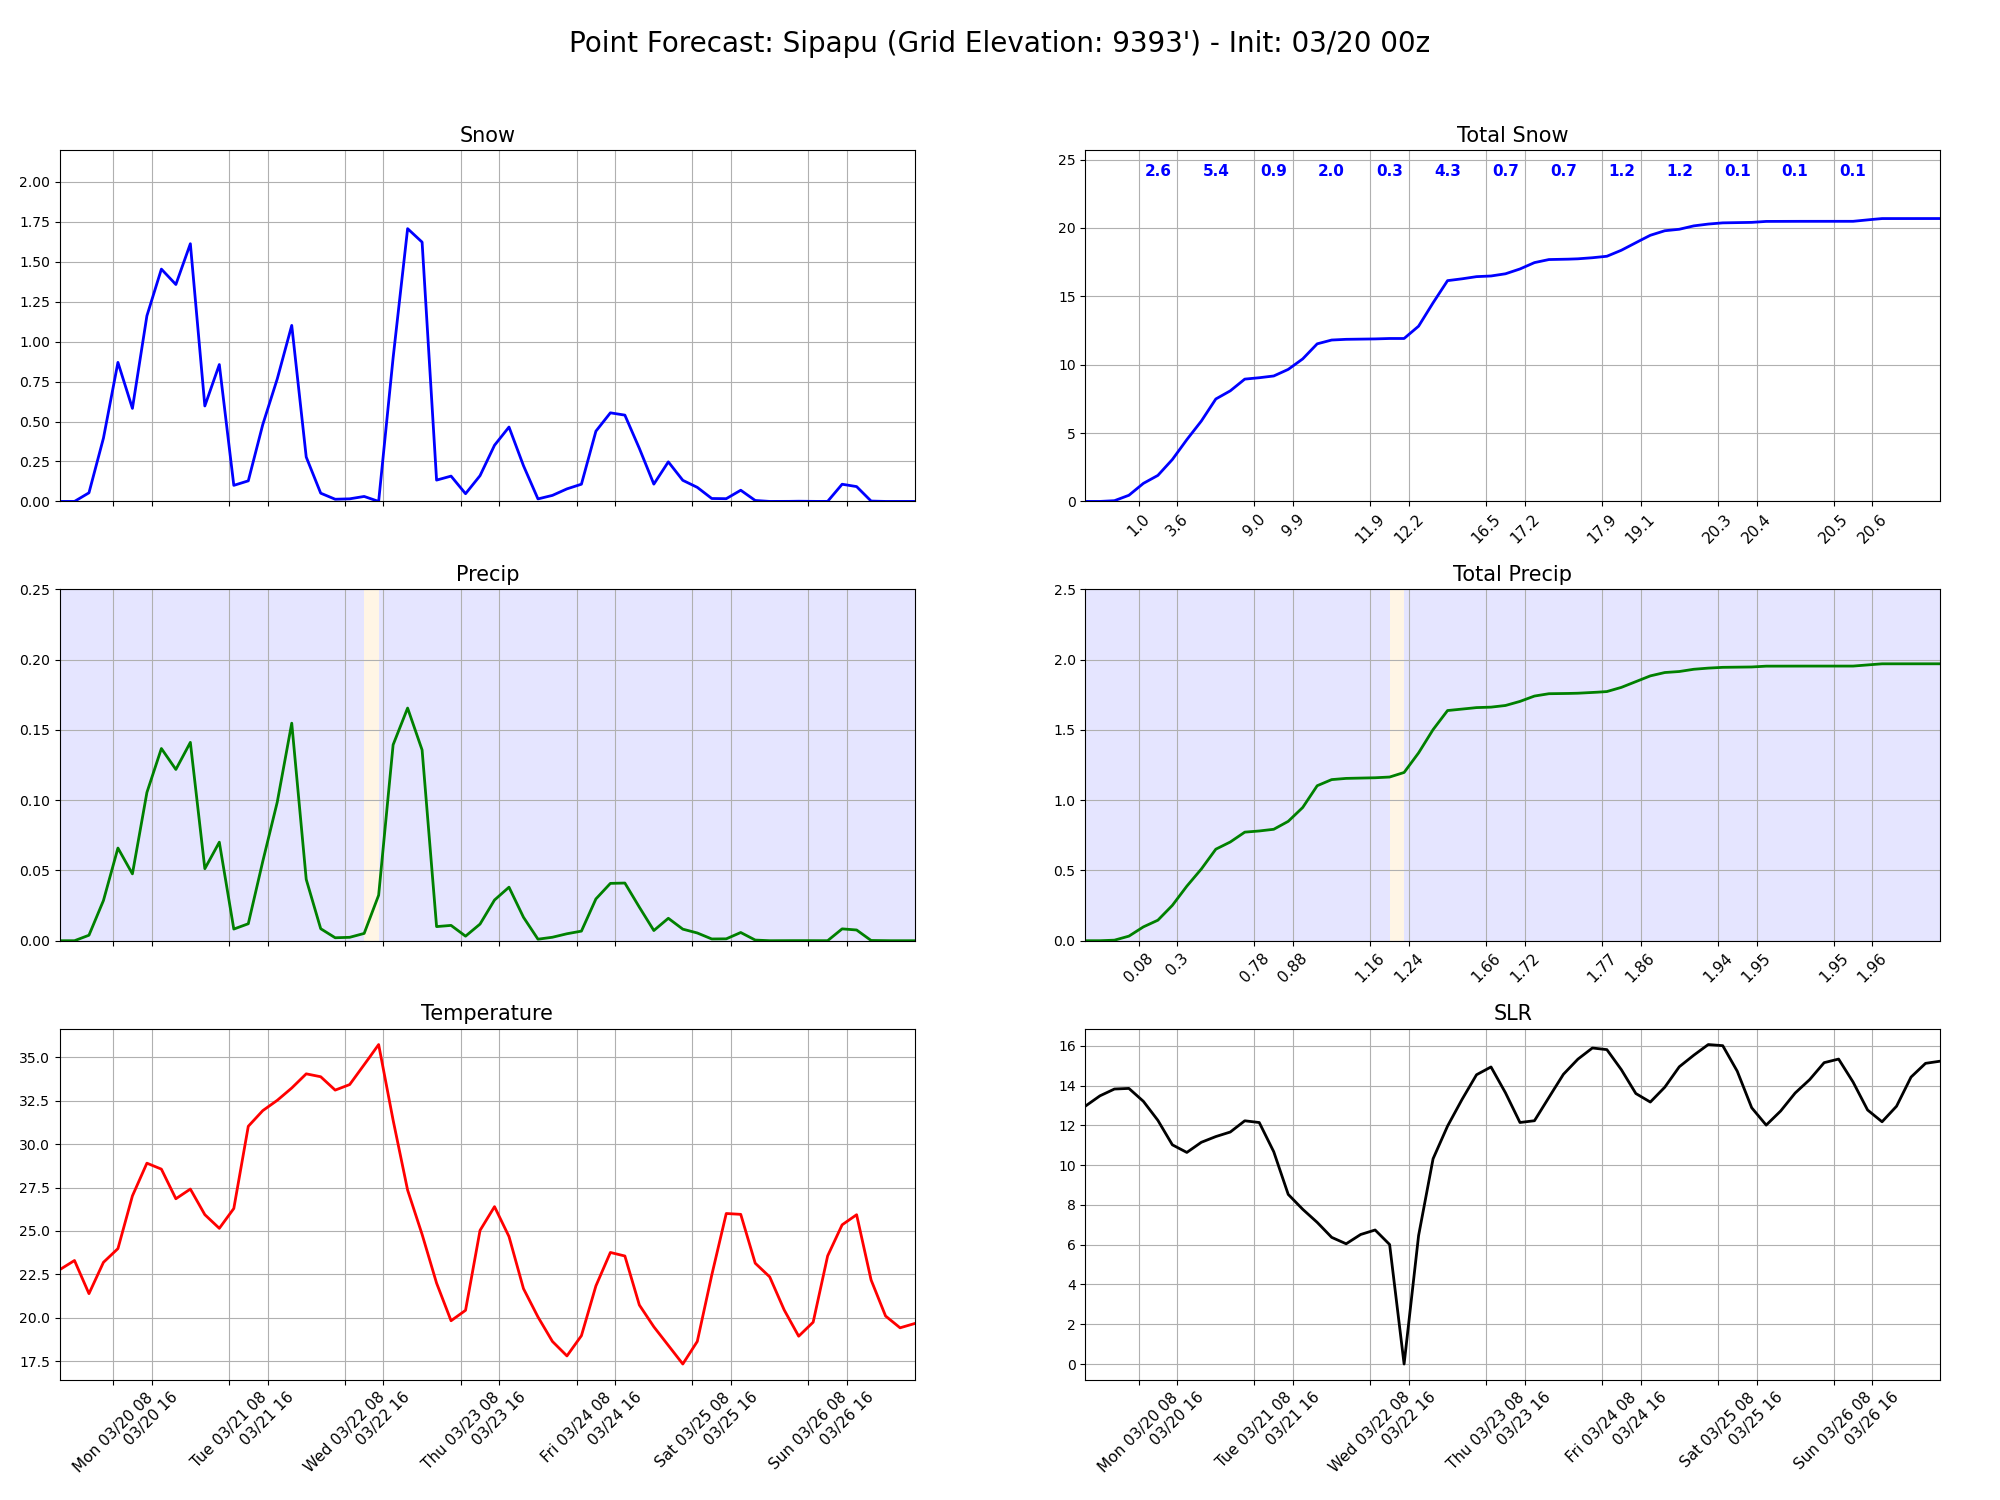 Point Forecast: Sipapu (Grid Elevation: 9393') - Init: 03/20 00z
Snow
2.00
1.75
1.50
1.25
1.00
0.75
0.50
0.25
0.00
Total Snow
2.6 5.4 0.9 2.0 0.3 4.3 0.7 0.7 1.2 1.2 0.1 0.1 0.1
25
20
15
10
5
0
1.0 3.6 9.0 9.9 11.9 12.2 16.5 17.2 17.9 19.1 20.3 20.4 20.5 20.6
Precip
0.25
0.20
0.15
0.10
0.05
0.00
Total Precip
2.5
2.0
1.5
1.0
0.5
0.0
0.08 0.3 0.78 0.88 1.16 1.24 1.66 1.72 1.77 1.86 1.94 1.95 1.95 1.96
Temperature
35.0
32.5
30.0
27.5
25.0
22.5
20.0
17.5
Mon 03/20 08
03/20 16
Tue 03/21 08
03/21 16
Wed 03/22 08
03/22 16
Thu 03/23 08
03/23 16
Fri 03/24 08
03/24 16
Sat 03/25 08
03/25 16
Sun 03/26 08
03/26 16
SLR
16
14
12
10
8
6
4
2
0
Mon 03/20 08
03/20 16
Tue 03/21 08
03/21 16
Wed 03/22 08
03/22 16
Thu 03/23 08
03/23 16
Fri 03/24 08
03/24 16
Sat 03/25 08
03/25 16
Sun 03/26 08
03/26 16